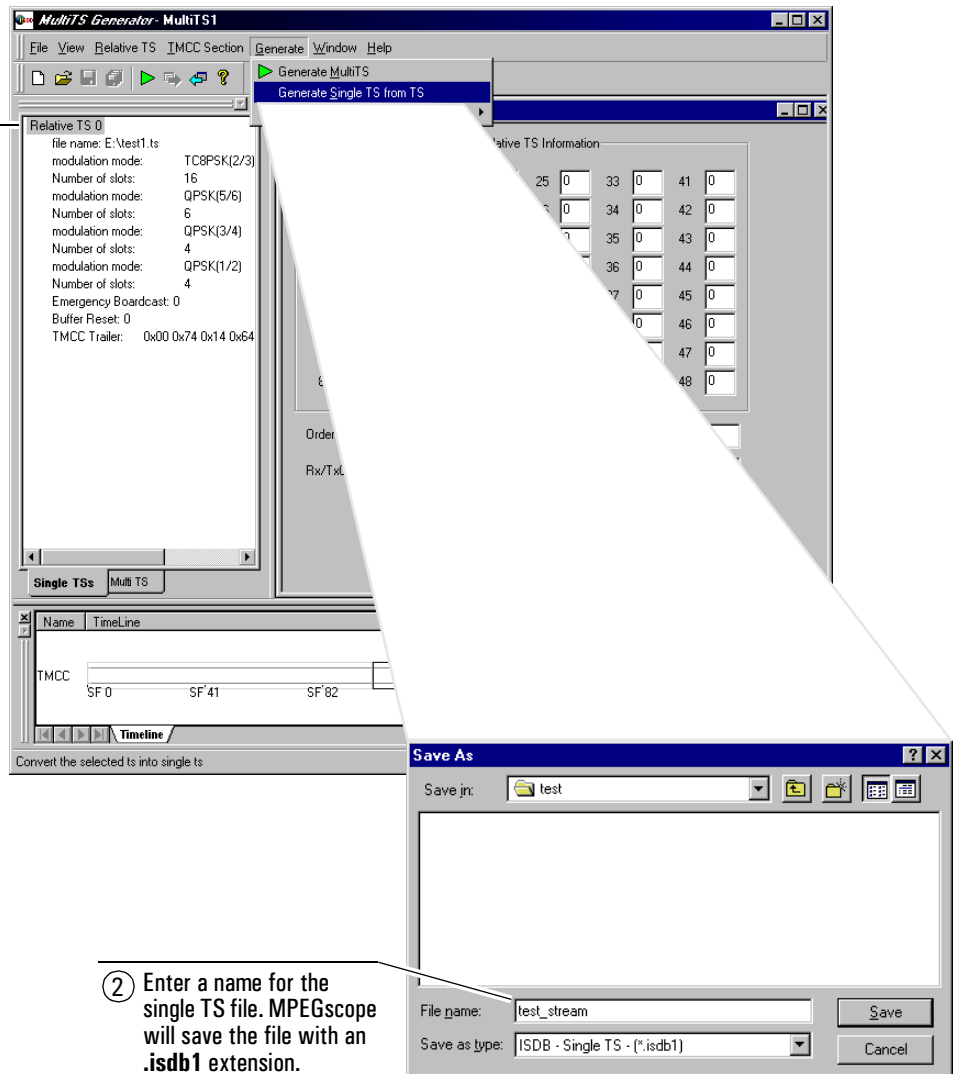 MultiTS Generator- MultiTS1
File View Relative TS TMCC Section Generate Window Help
Generate MultiTS
Generate Single TS from TS
Relative TS 0
file name: E:\test1.ts
modulation mode: TC8PSK(2/3)
Number of slots: 16
modulation mode: QPSK(5/6)
Number of slots: 6
modulation mode: QPSK(3/4)
Number of slots: 4
modulation mode: QPSK(1/2)
Number of slots: 4
Emergency Boardcast: 0
Buffer Reset: 0
TMCC Trailer: 0x00 0x74 0x14 0x64
Single TSs Multi TS
TS Information
25 0 33 0 41 0
0 34 0 42 0
35 0 43 0
36 0 44 0
0 45 0
0 46 0
47 0
8 48 0
Order
Rx/Tx
Name TimeLine
TMCC
SF 0 SF 41 SF 82
Timeline
Convert the selected ts into single ts
Save As
Save in: test
File name: test_stream Save
Save as type: ISDB - Single TS - (*.isdb1) Cancel
2 Enter a name for the
single TS file. MPEGscope
will save the file with an
.isdb1 extension.